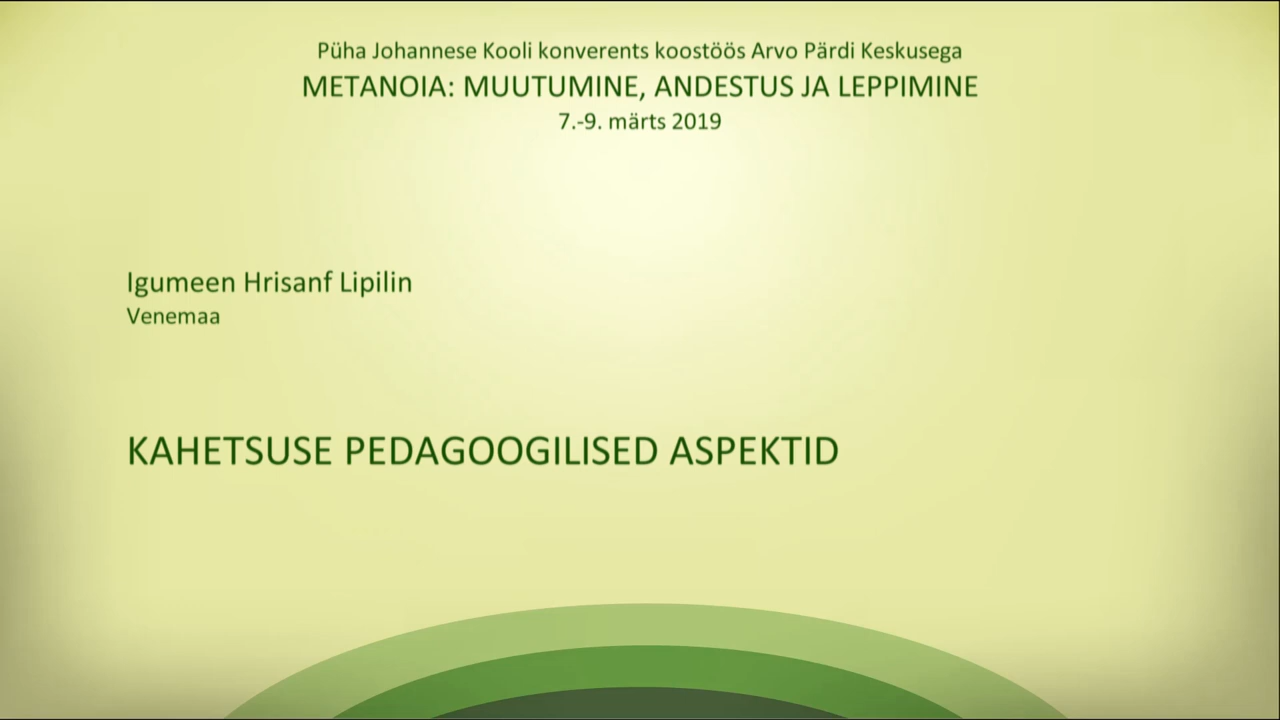 Püha Johannese Kooli konverents koostöös Arvo Pärdi Keskusega
METANOIA: MUUTUMINE, ANDESTUS JA LEPPIMINE
7.-9. märts 2019
Igumeen Hrisanf Lipilin
Venemaa
KAHETSUSE PEDAGOOGILISED ASPEKTID